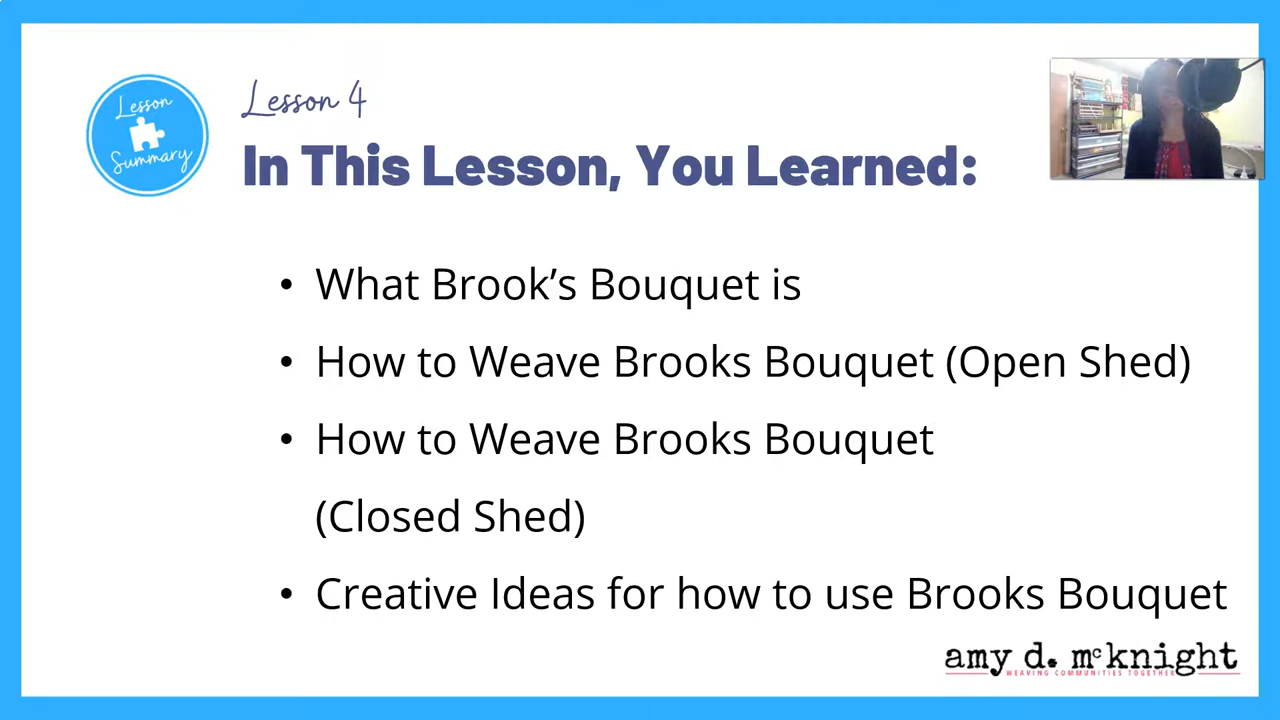 Lesson
Summary
Lesson 4
In This Lesson, You Learned:
• What Brook’s Bouquet is
• How to Weave Brooks Bouquet (Open Shed)
• How to Weave Brooks Bouquet
(Closed Shed)
• Creative Ideas for how to use Brooks Bouquet
amy d. mcknight
WEAVING COMMUNITIES TOGETHER